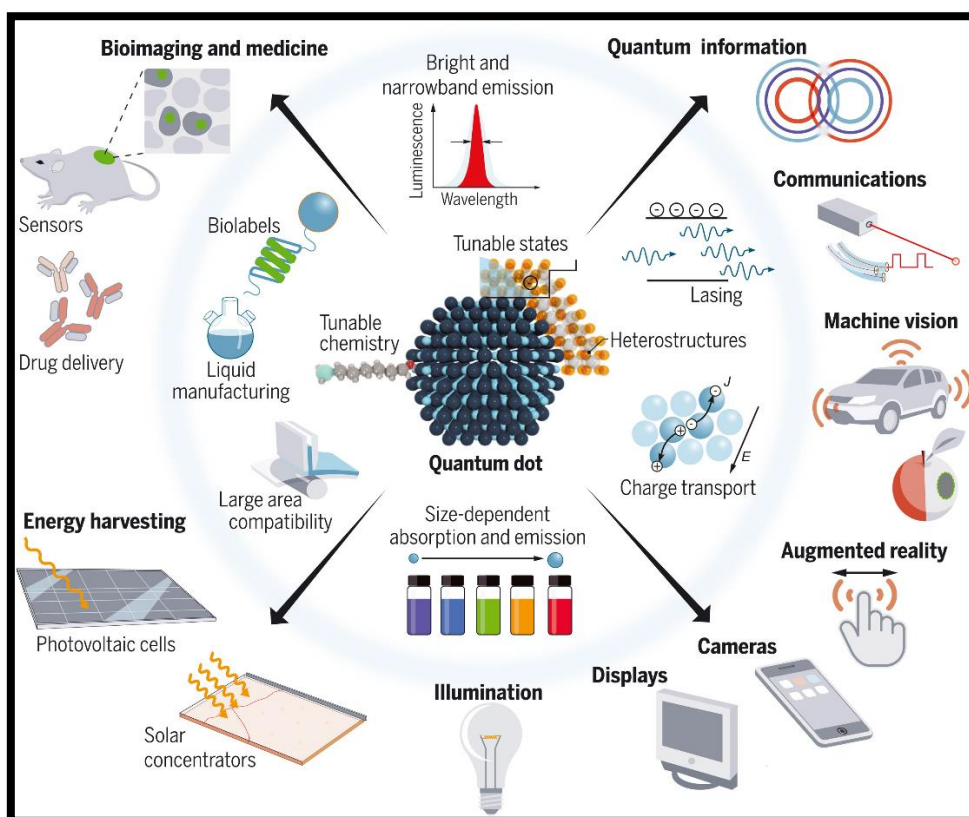 Bioimaging and medicine
Sensors
Drug delivery
Biolabels
Liquid
manufacturing
Bright and
narrowband emission
Luminescence
Wavelength
Quantum information
Communications
Tunable states
Lasing
Tunable
chemistry
Heterostructures
Machine vision
Quantum dot
J
E
Charge transport
Large area
compatibility
Size-dependent
absorption and emission
Energy harvesting
Photovoltaic cells
Solar
concentrators
Illumination
Displays
Cameras
Augmented reality